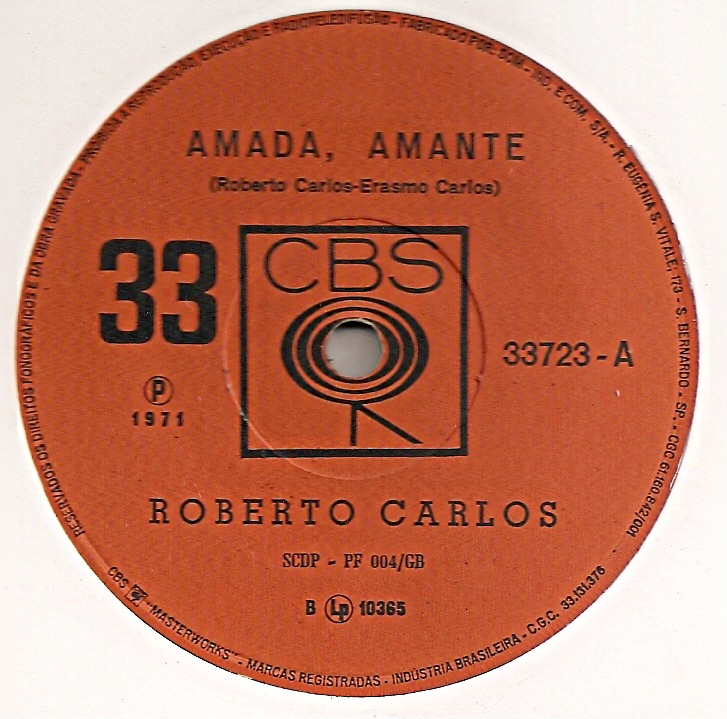 RESERVADOS OS DIREITOS FONOGRÁFICOS E DA OBRA GRAVADA - PROIBIDA A REPRODUÇÃO, EXECUÇÃO E RADIOTELEDIFUSÃO - FABRICADO POR: SOM - IND. E COM. S/A. - R. EUGÊNIA S. VITALE, 173 - S. BERNARDO - SP. - CGC 61.160.842/001
AMADA, AMANTE
(Roberto Carlos-Erasmo Carlos)
33
CBS
33723-A
P
1971
ROBERTO CARLOS
SCDP - PF 004/GB
B Lp 10365
CBS "MASTERWORKS" - MARCAS REGISTRADAS - INDÚSTRIA BRASILEIRA - C.G.C. 33.131.376